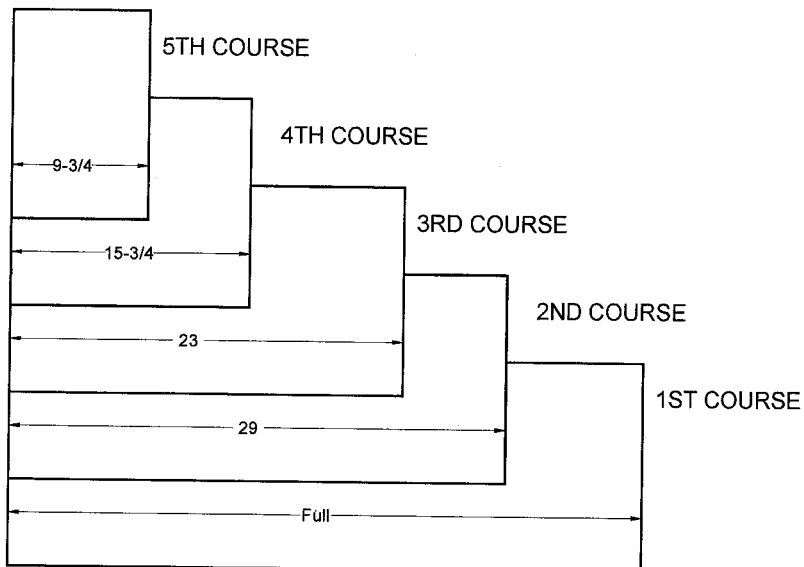 5TH COURSE
4TH COURSE
9-3/4
3RD COURSE
15-3/4
2ND COURSE
23
1ST COURSE
29
Full